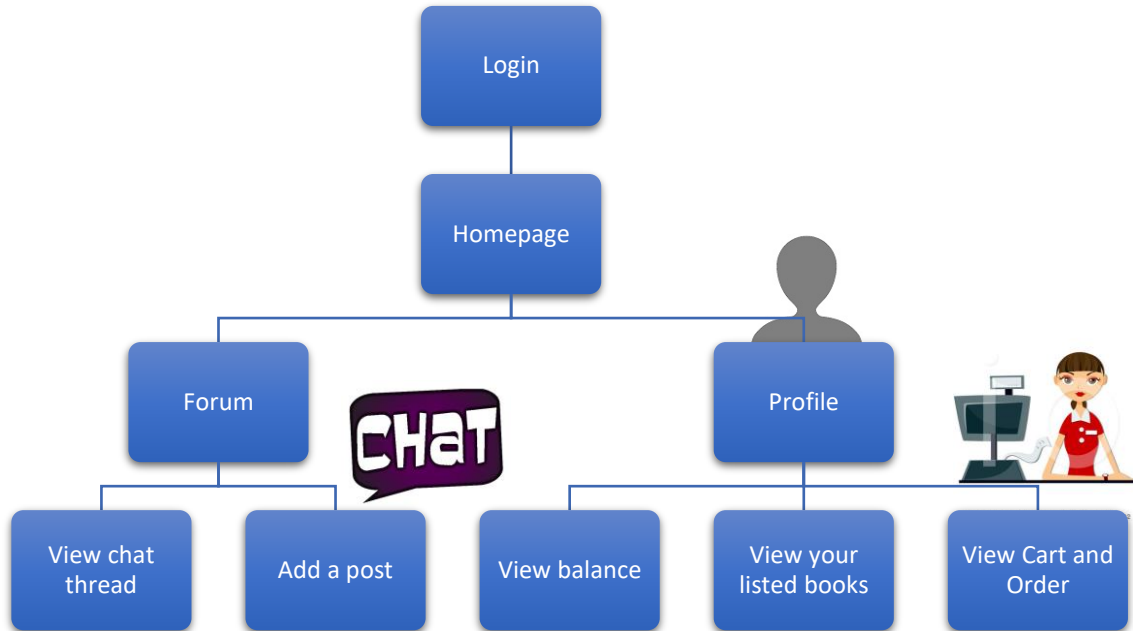 Login
Homepage
Forum
Profile
CHaT
View chat
thread
Add a post
View balance
View your
listed books
View Cart and
Order